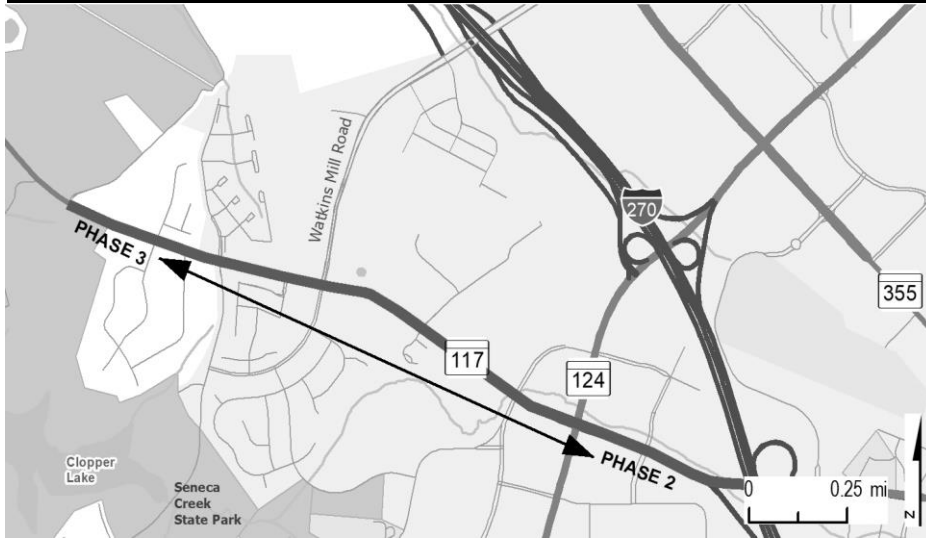 Watkins Mill Road
270
355
PHASE 3
117
124
PHASE 2
Clopper
Lake
Seneca
Creek
State Park
0 0.25 mi
N